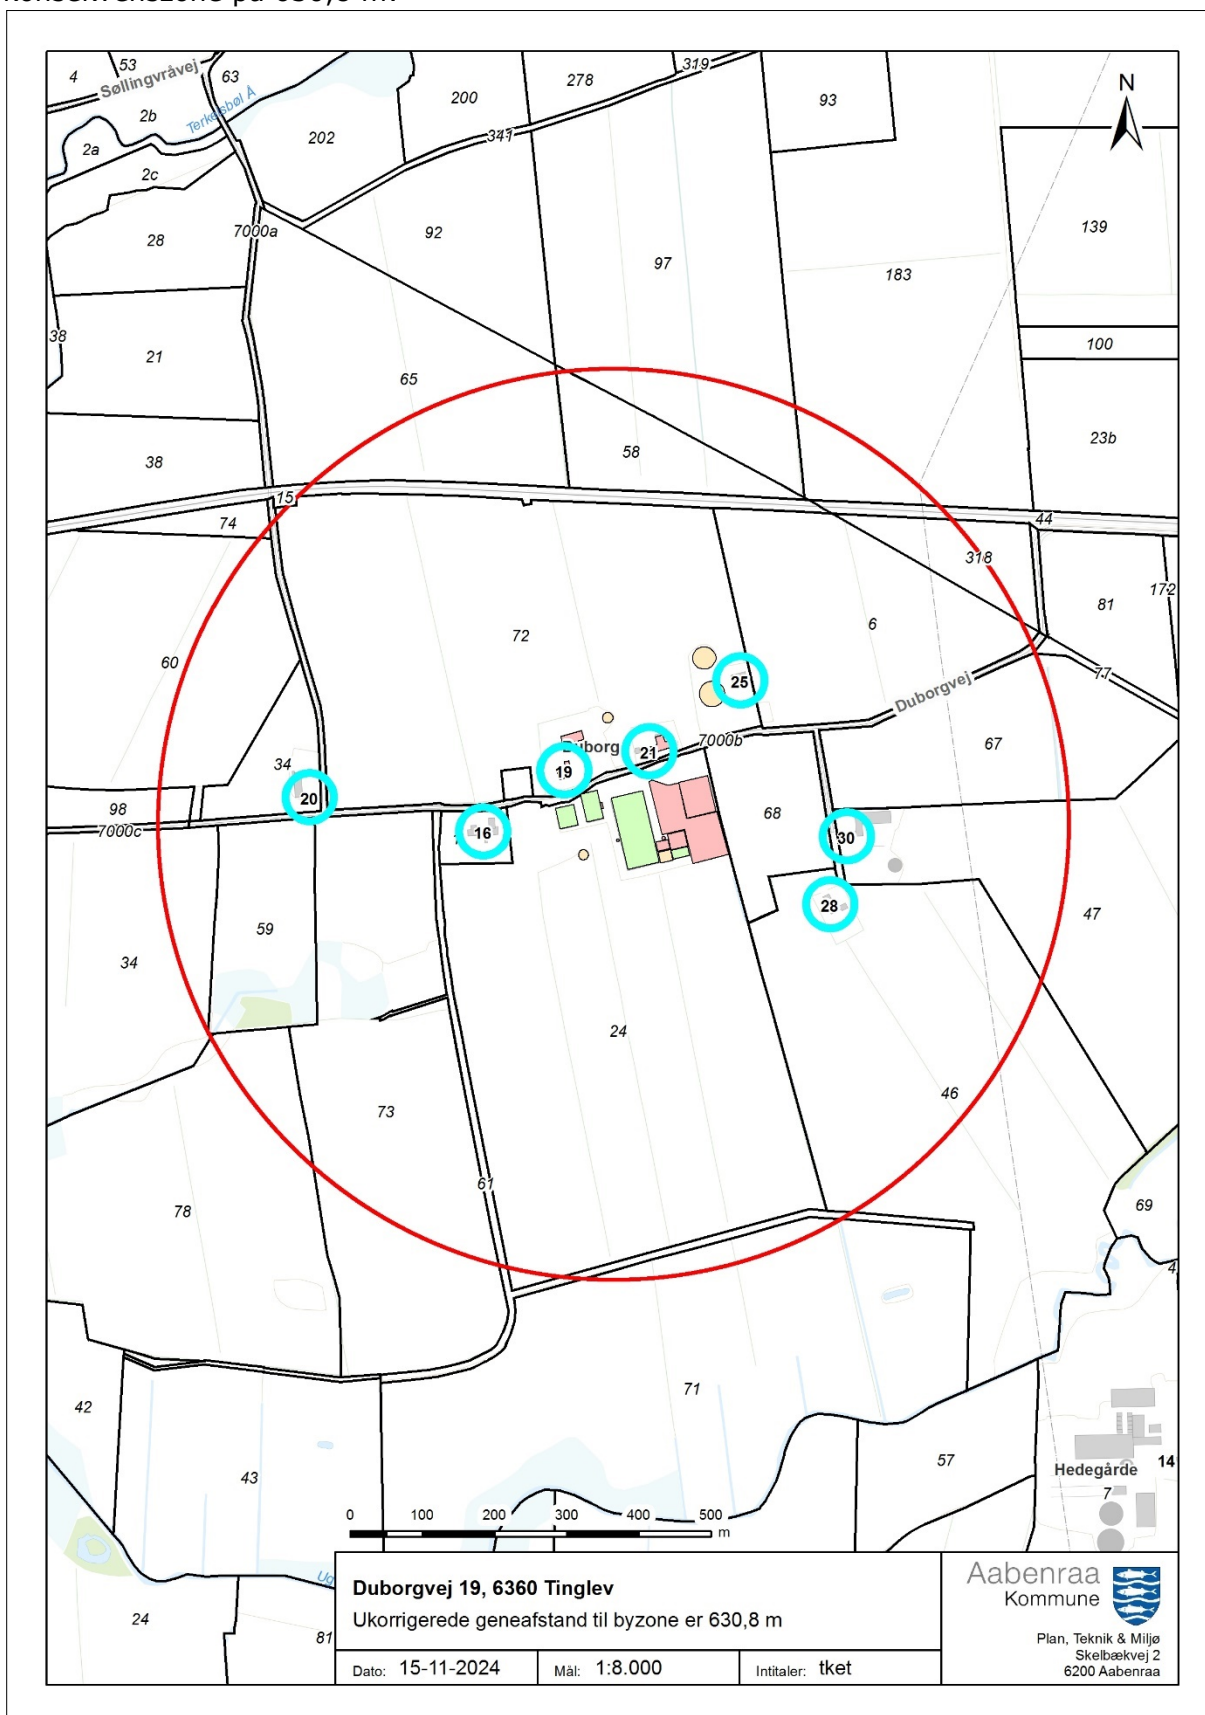 konsekvenszone på 630,8 m.
4
53
Søllingvråvej
63
2b
Terkelsbøl Å
2a
2c
202
200
278
319
341
93
N
28
7000a
92
97
183
139
38
21
65
100
38
58
23b
15
74
44
318
172
81
60
72
6
25
77
Duborgvej
Duborg
21
7000b
67
34
19
20
98
7000c
16
68
30
28
59
34
47
24
46
73
61
78
69
42
71
43
57
Hedegårde
14
7
0 100 200 300 400 500
m
24
81
Duborgvej 19, 6360 Tinglev
Ukorrigerede geneafstand til byzone er 630,8 m
Dato: 15-11-2024
Mål: 1:8.000
Intitaler: tket
Aabenraa
Kommune
Plan, Teknik & Miljø
Skelbækvej 2
6200 Aabenraa